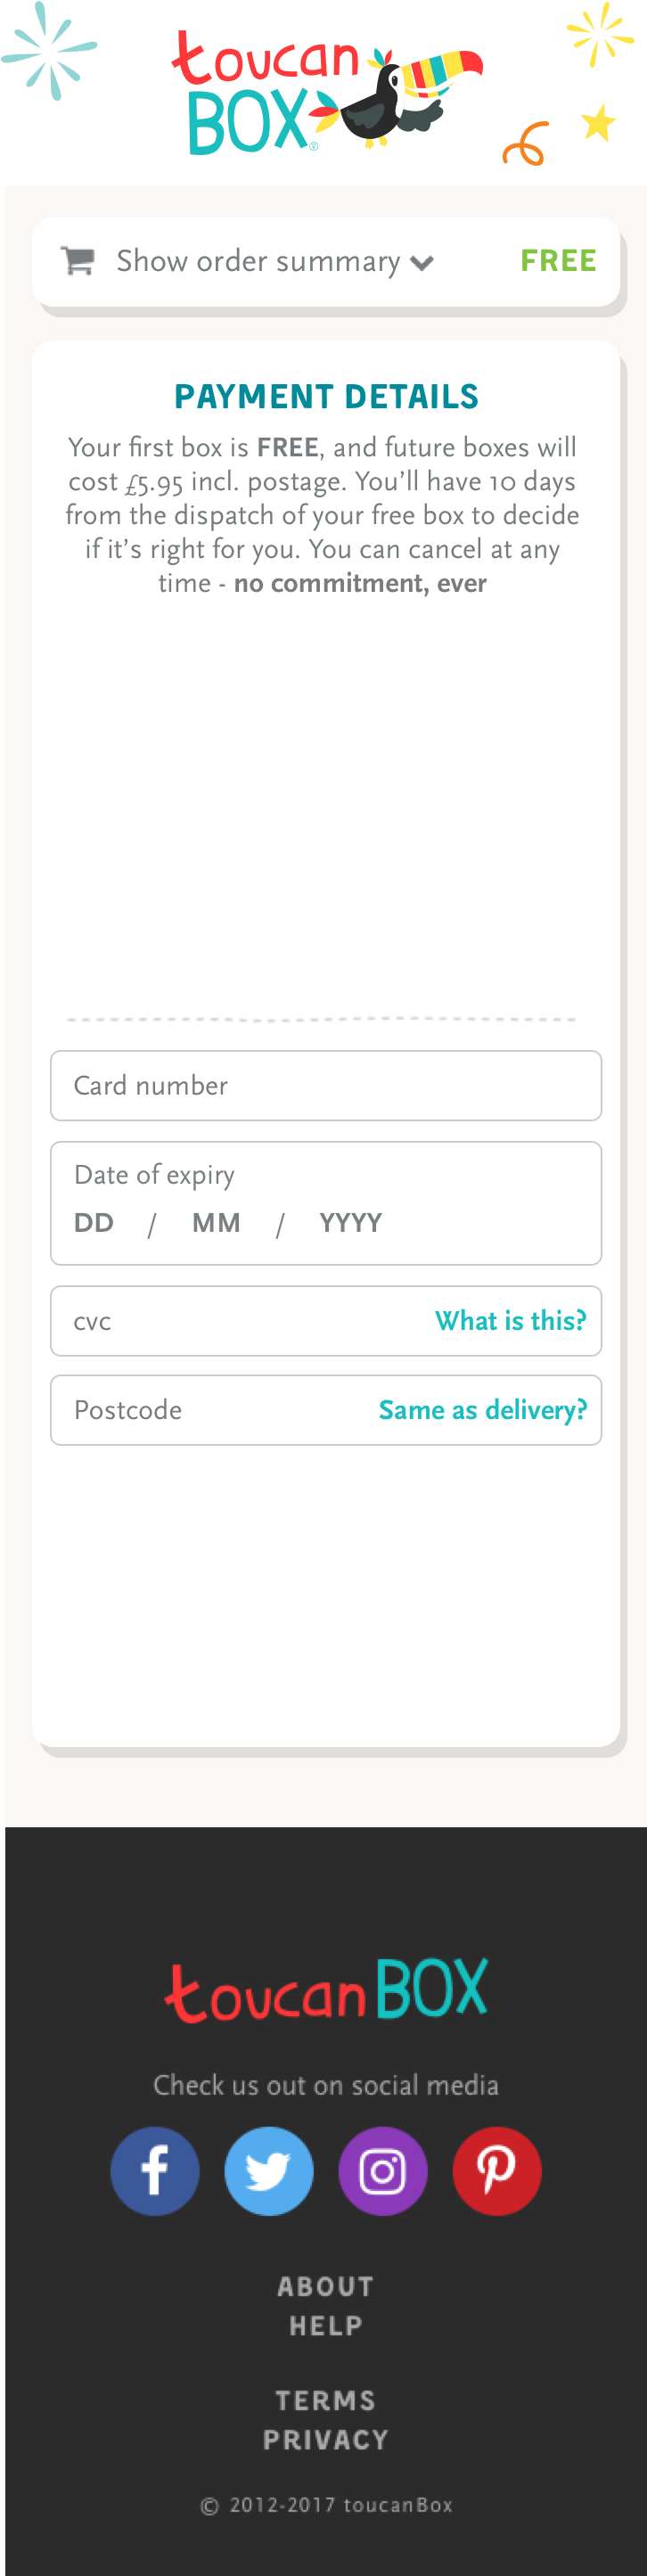 toucan
BOX®
Show order summary FREE
PAYMENT DETAILS
Your first box is FREE, and future boxes will
cost £5.95 incl. postage. You’ll have 10 days
from the dispatch of your free box to decide
if it’s right for you. You can cancel at any
time - no commitment, ever
Card number
Date of expiry
DD / MM / YYYY
cvc What is this?
Postcode Same as delivery?
toucanBOX
Check us out on social media
ABOUT
HELP
TERMS
PRIVACY
© 2012-2017 toucanBox